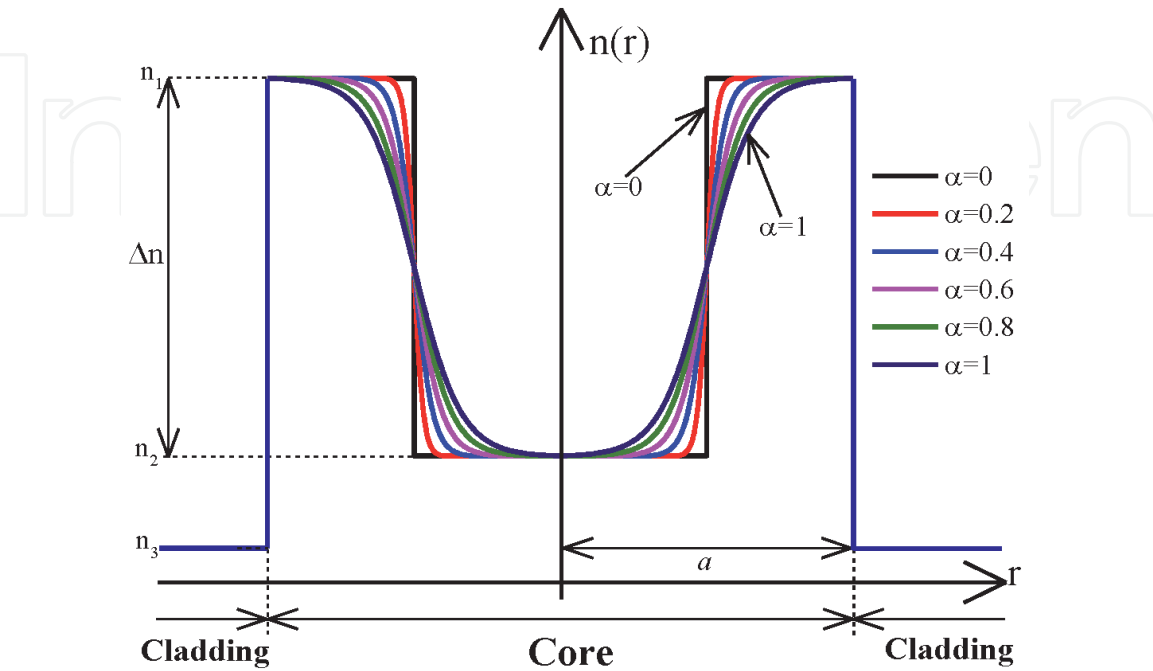 n(r)
n₁
Δn
n₂
n₃
α=0
α=1
α=0
α=0.2
α=0.4
α=0.6
α=0.8
α=1
a
r
Cladding
Core
Cladding